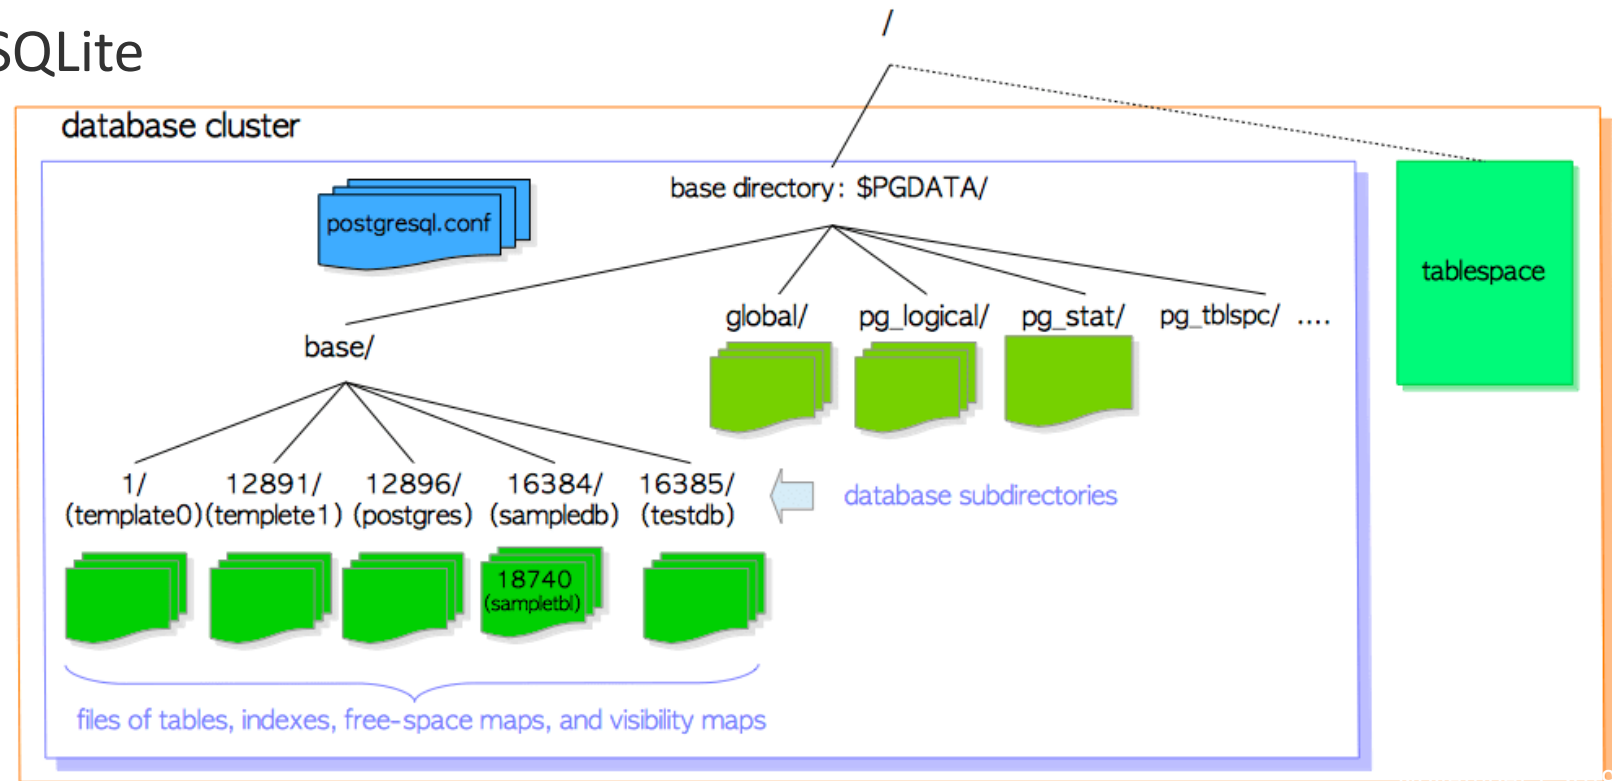 SQLite
/
database cluster
base directory: $PGDATA/
postgresql.conf
tablespace
global/ pg_logical/ pg_stat/ pg_tblspc/ ....
base/
1/ 12891/ 12896/ 16384/ 16385/
(template0) (templete1) (postgres) (sampledb) (testdb)
database subdirectories
18740
(sampletbl)
files of tables, indexes, free-space maps, and visibility maps